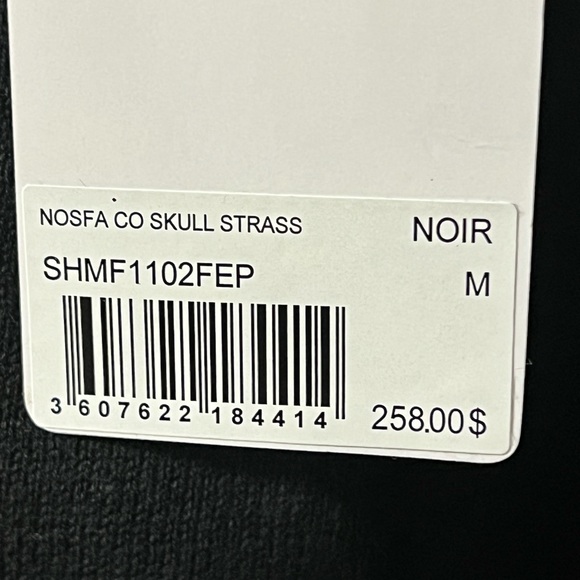 NOSFA CO SKULL STRASS NOIR
SHMF1102FEP M
3 607622 184414 258.00$